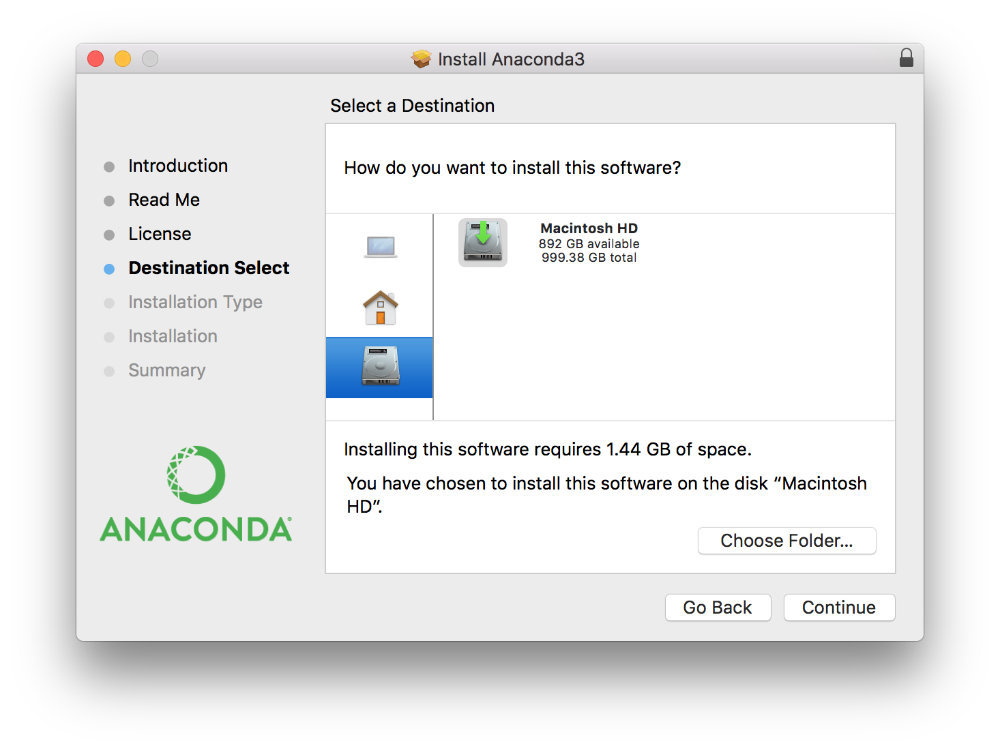 Install Anaconda3
Select a Destination
Introduction
Read Me
License
Destination Select
Installation Type
Installation
Summary
ANACONDA®
How do you want to install this software?
Macintosh HD
892 GB available
999.38 GB total
Installing this software requires 1.44 GB of space.
You have chosen to install this software on the disk “Macintosh
HD”.
Choose Folder...
Go Back
Continue